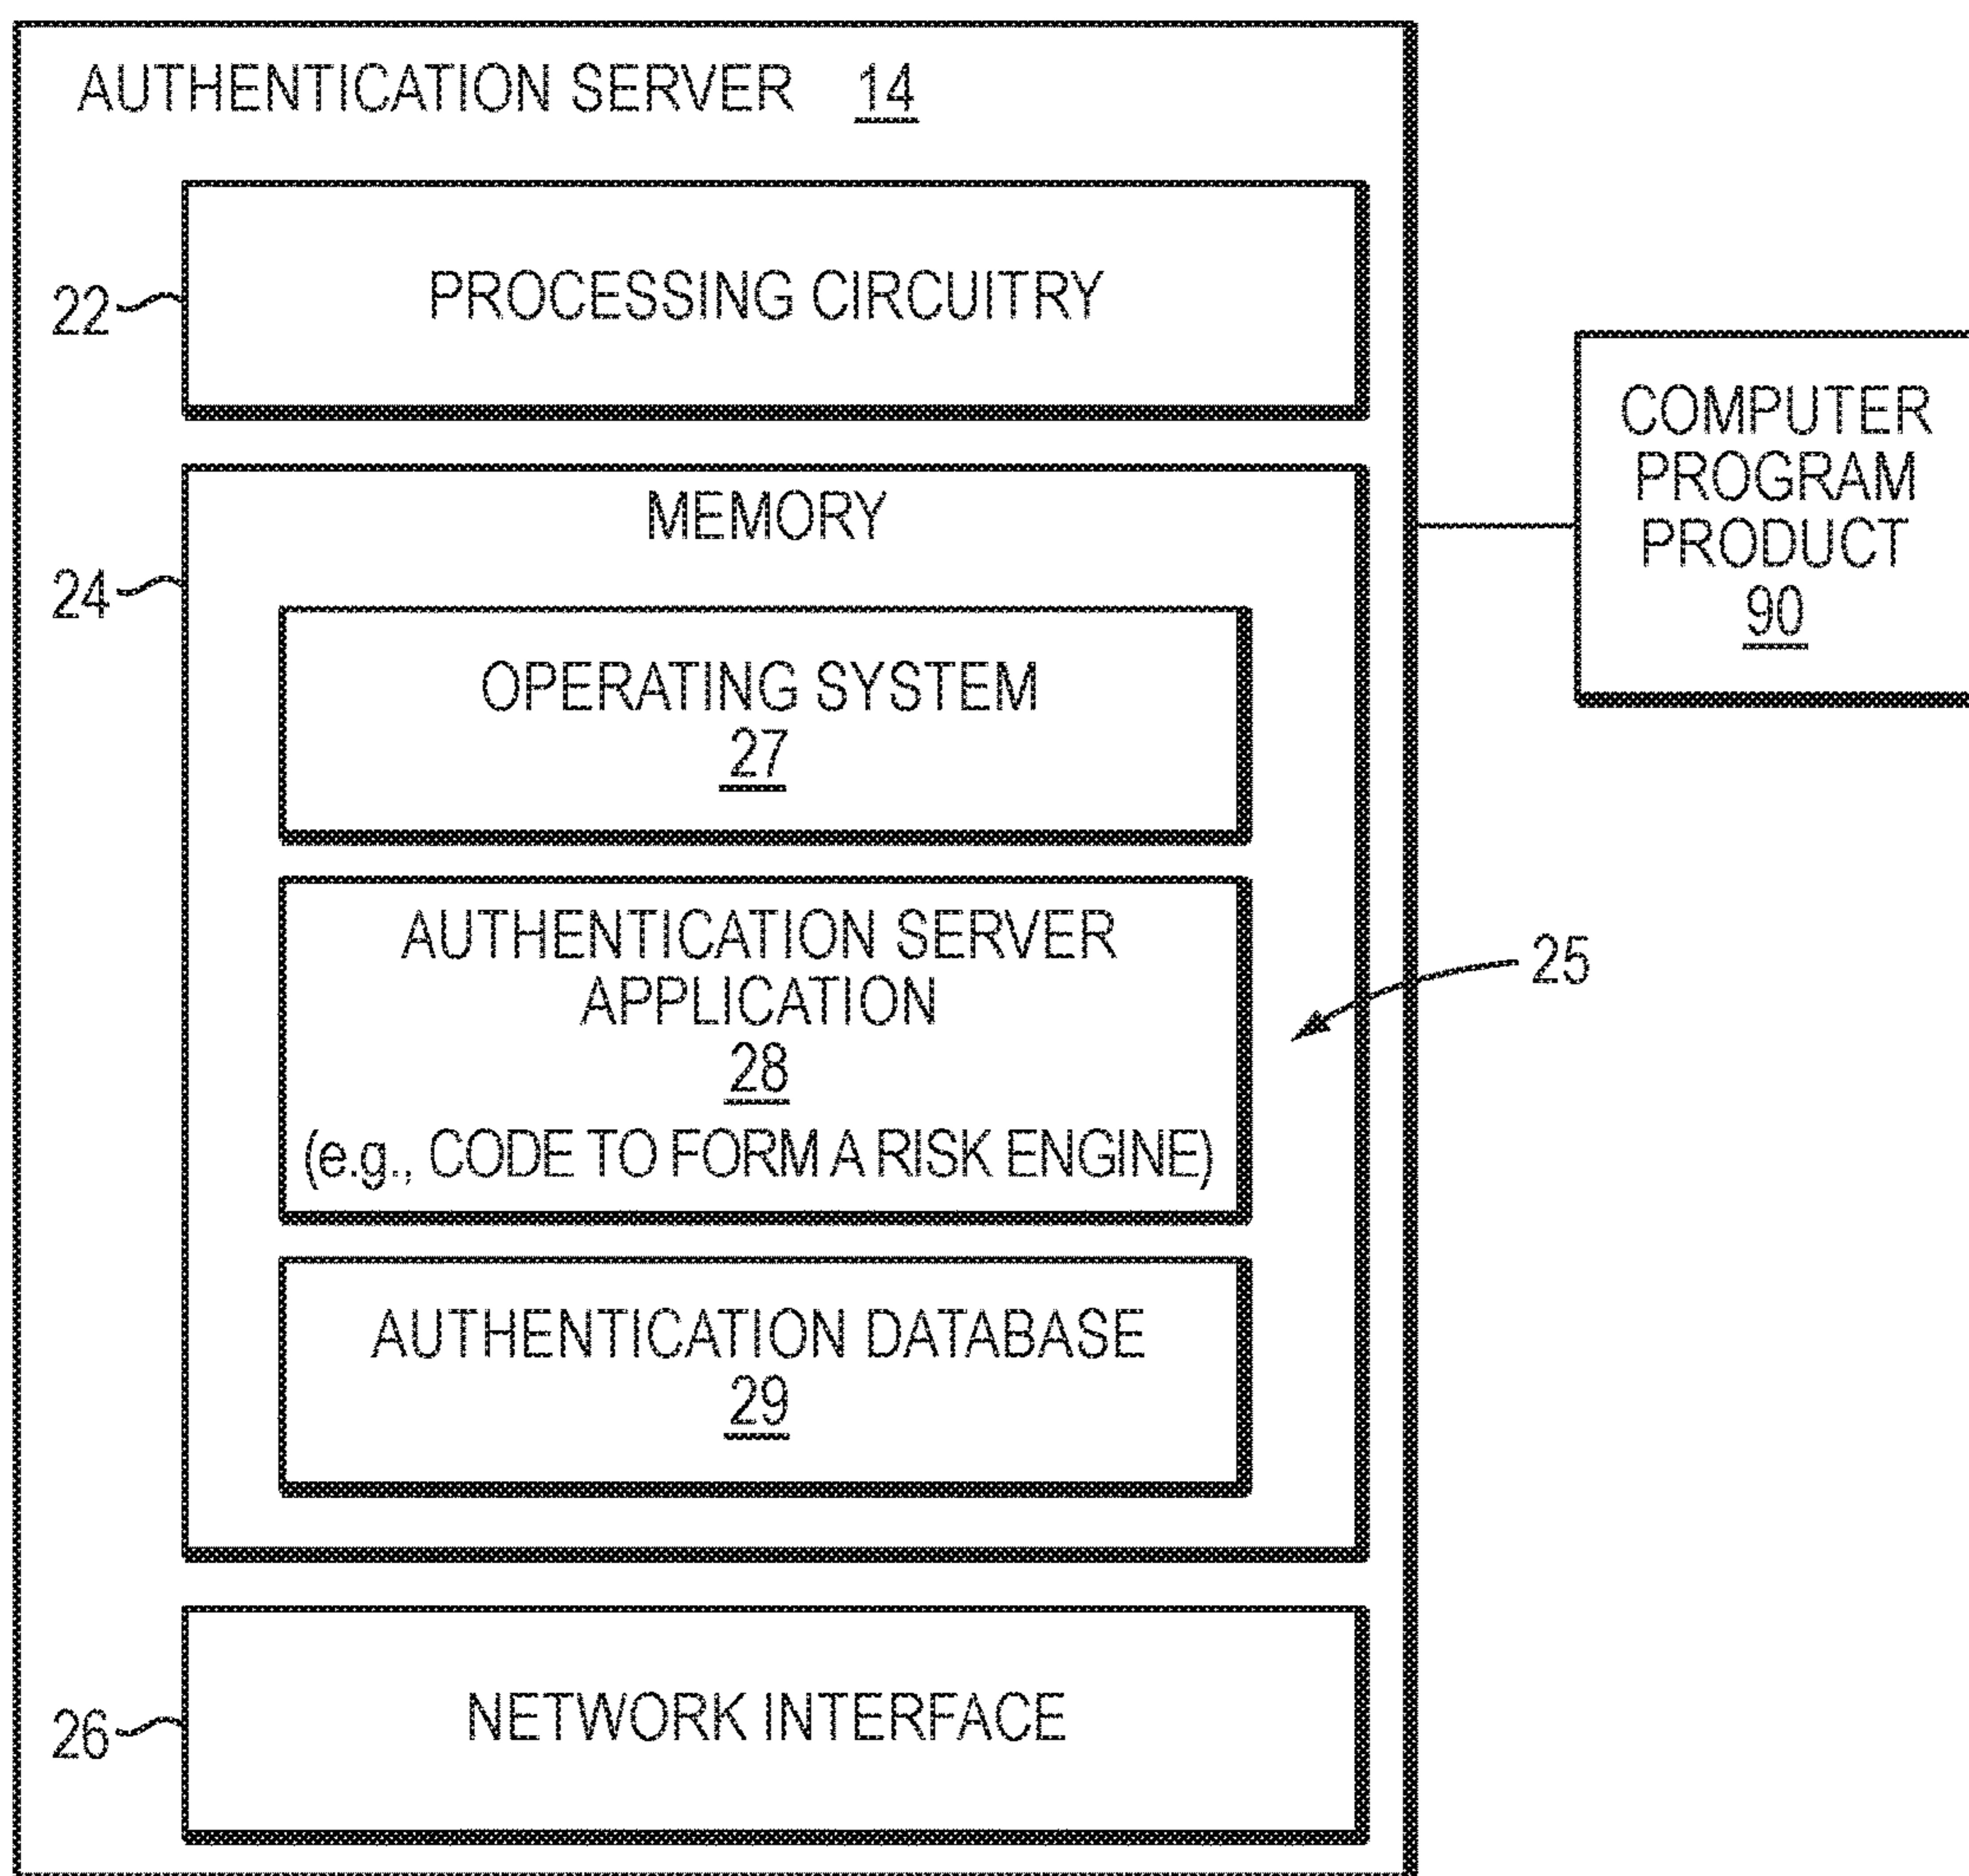 AUTHENTICATION SERVER 14
PROCESSING CIRCUITRY
22
MEMORY
24
OPERATING SYSTEM
27
AUTHENTICATION SERVER
APPLICATION
28
(e.g., CODE TO FORM A RISK ENGINE)
25
AUTHENTICATION DATABASE
29
NETWORK INTERFACE
26
COMPUTER
PROGRAM
PRODUCT
90